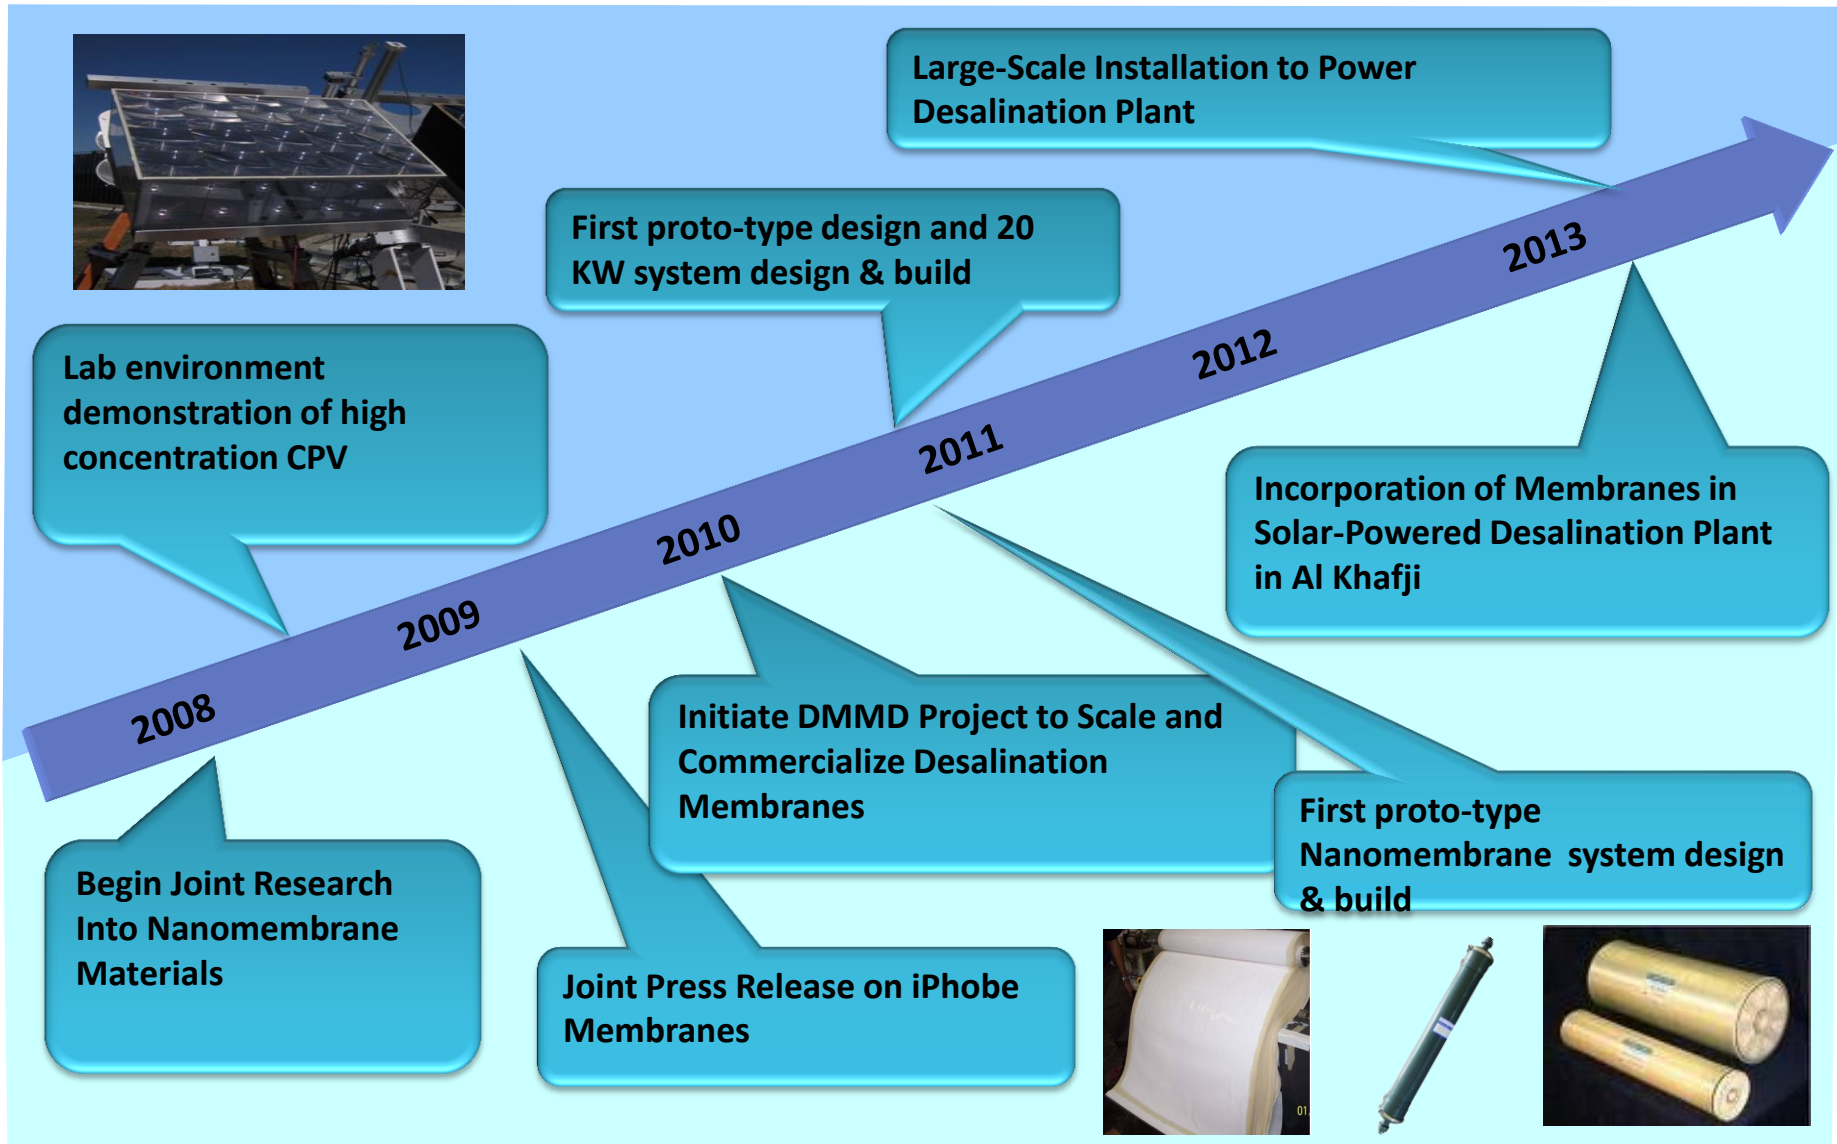 Large-Scale Installation to Power
Desalination Plant
First proto-type design and 20
KW system design & build
Lab environment
demonstration of high
concentration CPV
2008
2009
2010
2011
2012
2013
Incorporation of Membranes in
Solar-Powered Desalination Plant
in Al Khafji
Initiate DMMD Project to Scale and
Commercialize Desalination
Membranes
First proto-type
Nanomembrane  system design
& build
Begin Joint Research
Into Nanomembrane
Materials
Joint Press Release on iPhobe
Membranes
01